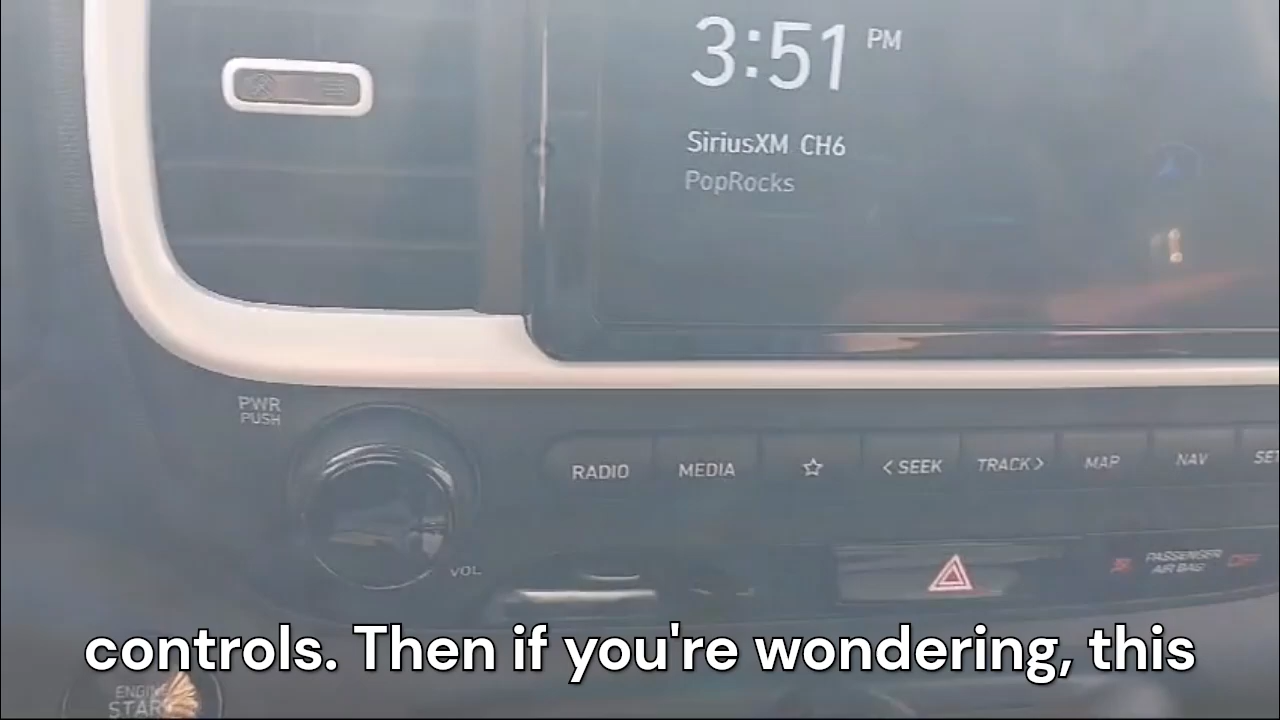 3:51 PM
SiriusXM CH6
PopRocks
PWR
PUSH
RADIO
MEDIA
< SEEK
TRACK >
MAP
NAV
VOL
PASSENGER
AIR BAG
OFF
controls. Then if you're wondering, this
ENGINE
START